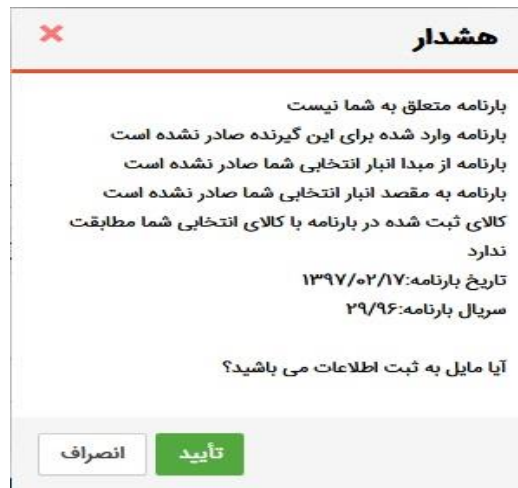 هشدار
بارنامه متعلق به شما نیست
بارنامه وارد شده برای این گیرنده صادر نشده است
بارنامه از مبدا انبار انتخابی شما صادر نشده است
بارنامه به مقصد انبار انتخابی شما صادر نشده است
کالای ثبت شده در بارنامه با کالای انتخابی شما مطابقت
ندارد
تاریخ بارنامه:۱۳۹۷/۰۲/۱۷
سریال بارنامه:۲۹/۹۶
آیا مایل به ثبت اطلاعات می باشید؟
تأیید انصراف